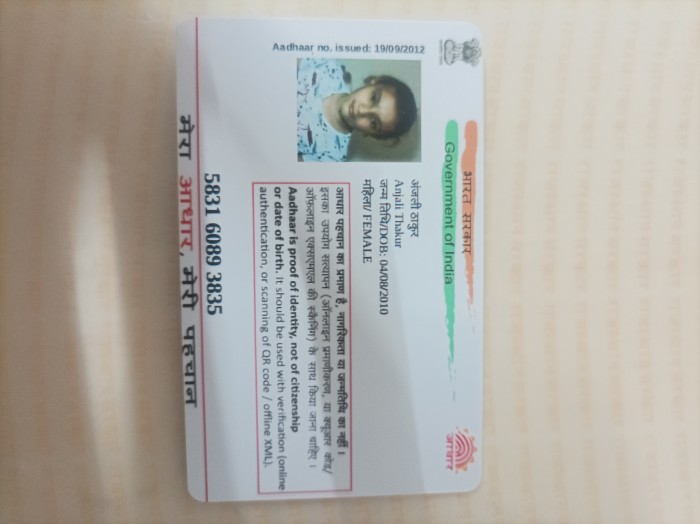 भारत सरकार
Government of India
Aadhaar no. issued: 19/09/2012
अंजली ठाकुर
Anjali Thakur
जन्म तिथि/DOB: 04/08/2010
महिला/ FEMALE
आधार पहचान का प्रमाण है, नागरिकता या जन्मतिथि का नहीं ।
इसका उपयोग सत्यापन (ऑनलाइन प्रमाणीकरण, या क्यूआर कोड/
ऑफ़लाइन एक्सएमएल की स्कैनिंग) के साथ किया जाना चाहिए ।
Aadhaar is proof of identity, not of citizenship
or date of birth. It should be used with verification (online
authentication, or scanning of QR code / offline XML).
5831 6089 3835
मेरा आधार, मेरी पहचान
आधार